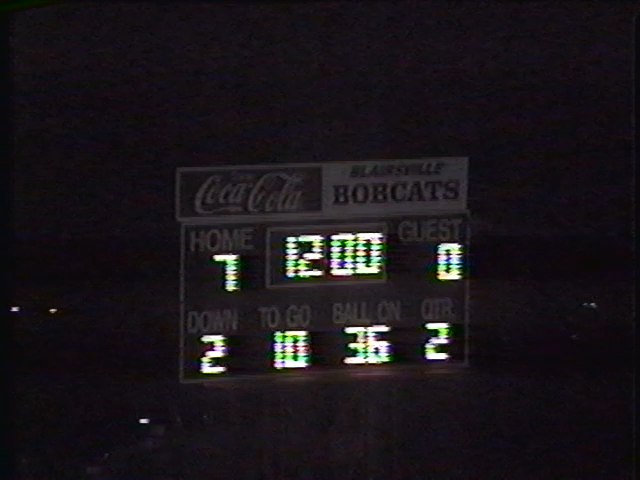 Coca-Cola
BLAIRSVILLE
BOBCATS
HOME 12:00 GUEST
7 0
DOWN TO GO BALL ON QTR.
2 10 36 2